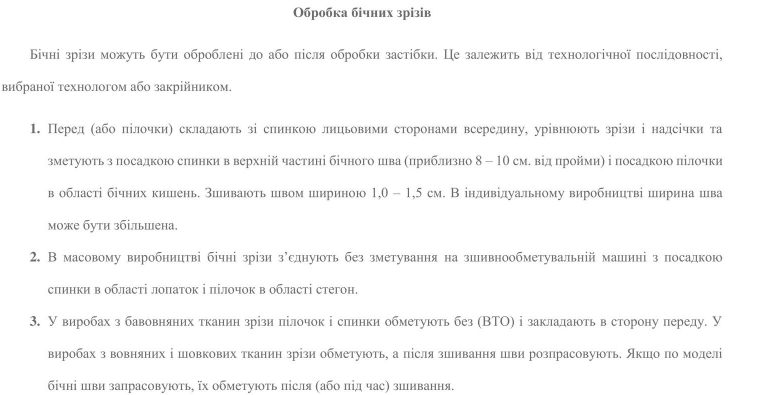 Обробка бічних зрізів
Бічні зрізи можуть бути оброблені до або після обробки застібки. Це залежить від технологічної послідовності,
вибраної технологом або закрійником.
1. Перед (або пілочки) складають зі спинкою лицьовими сторонами всередину, урівнюють зрізи і надсічки та
зметують з посадкою спинки в верхній частині бічного шва (приблизно 8 – 10 см. від пройми) і посадкою пілочки
в області бічних кишень. Зшивають швом шириною 1,0 – 1,5 см. В індивідуальному виробництві ширина шва
може бути збільшена.
2. В масовому виробництві бічні зрізи з’єднують без зметування на зшивнообметувальній машині з посадкою
спинки в області лопаток і пілочок в області стегон.
3. У виробах з бавовняних тканин зрізи пілочок і спинки обметують без (ВТО) і закладають в сторону переду. У
виробах з вовняних і шовкових тканин зрізи обметують, а після зшивання шви розпрасовують. Якщо по моделі
бічні шви запрасовують, їх обметують після (або під час) зшивання.